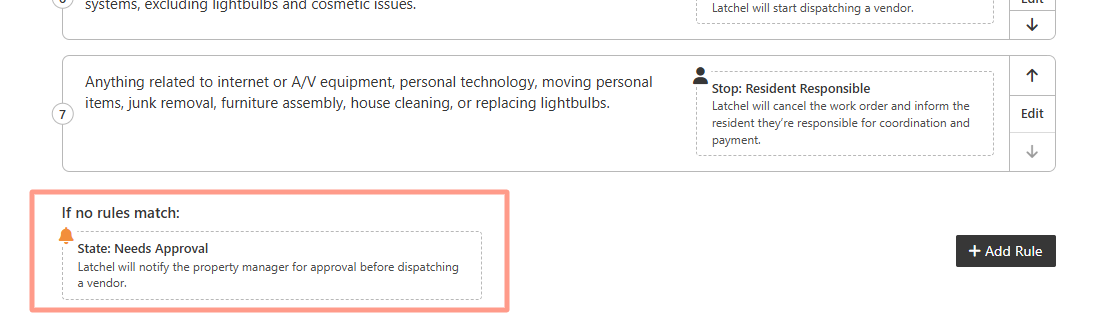 systems, excluding lightbulbs and cosmetic issues.
Latchel will start dispatching a vendor.
Edit
7
Anything related to internet or A/V equipment, personal technology, moving personal
items, junk removal, furniture assembly, house cleaning, or replacing lightbulbs.
Stop: Resident Responsible
Latchel will cancel the work order and inform the
resident they're responsible for coordination and
payment.
Edit
If no rules match:
State: Needs Approval
Latchel will notify the property manager for approval before dispatching
a vendor.
+ Add Rule